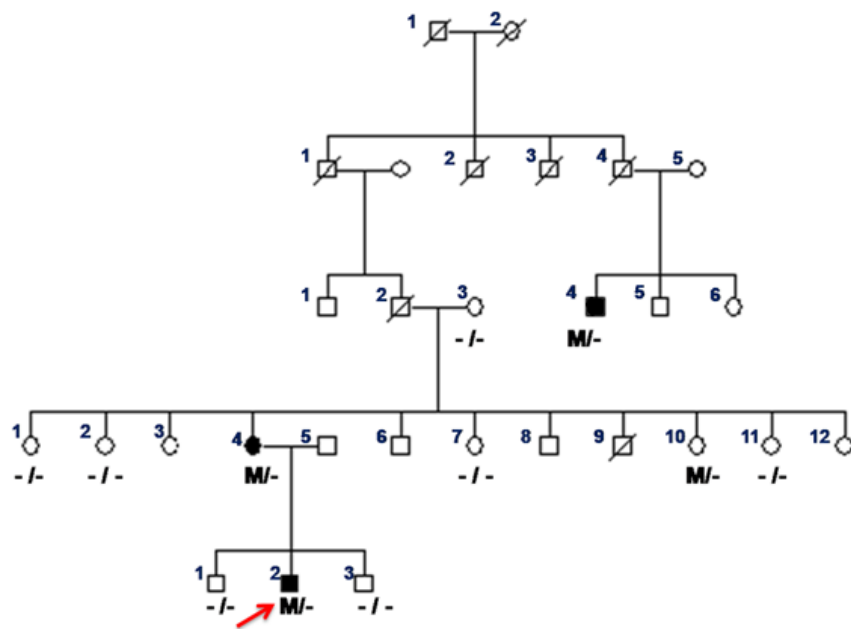 1 2
1 2 3 4 5
1 2 3 4 5 6
- /- M/-
1 2 3 4 5 6 7 8 9 10 11 12
- /- - / - M/- - / - M/- - /-
1 2 3
- /- M/- - /-